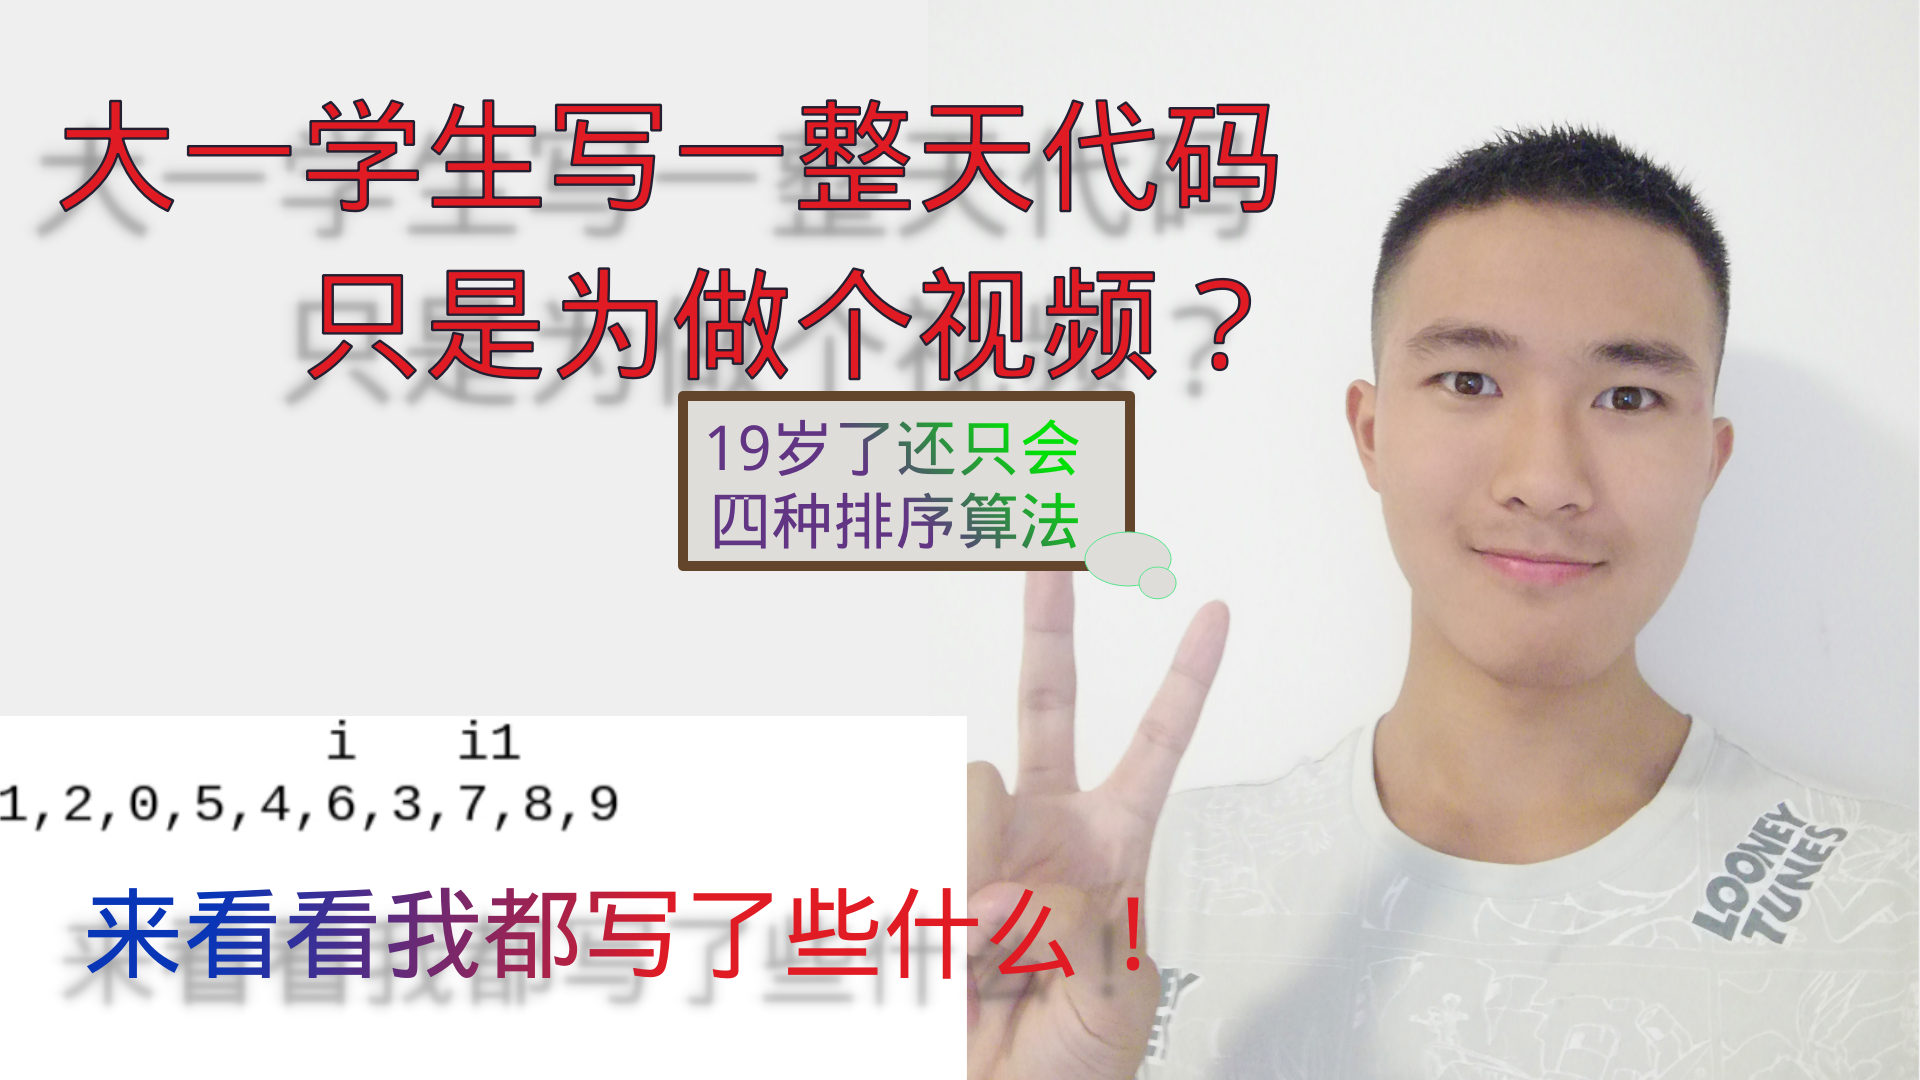 大一学生写一整天代码
只是为做个视频？
19岁了还只会
四种排序算法
i i1
1,2,0,5,4,6,3,7,8,9
来看看我都写了些什么！
LOONEY
TUNES